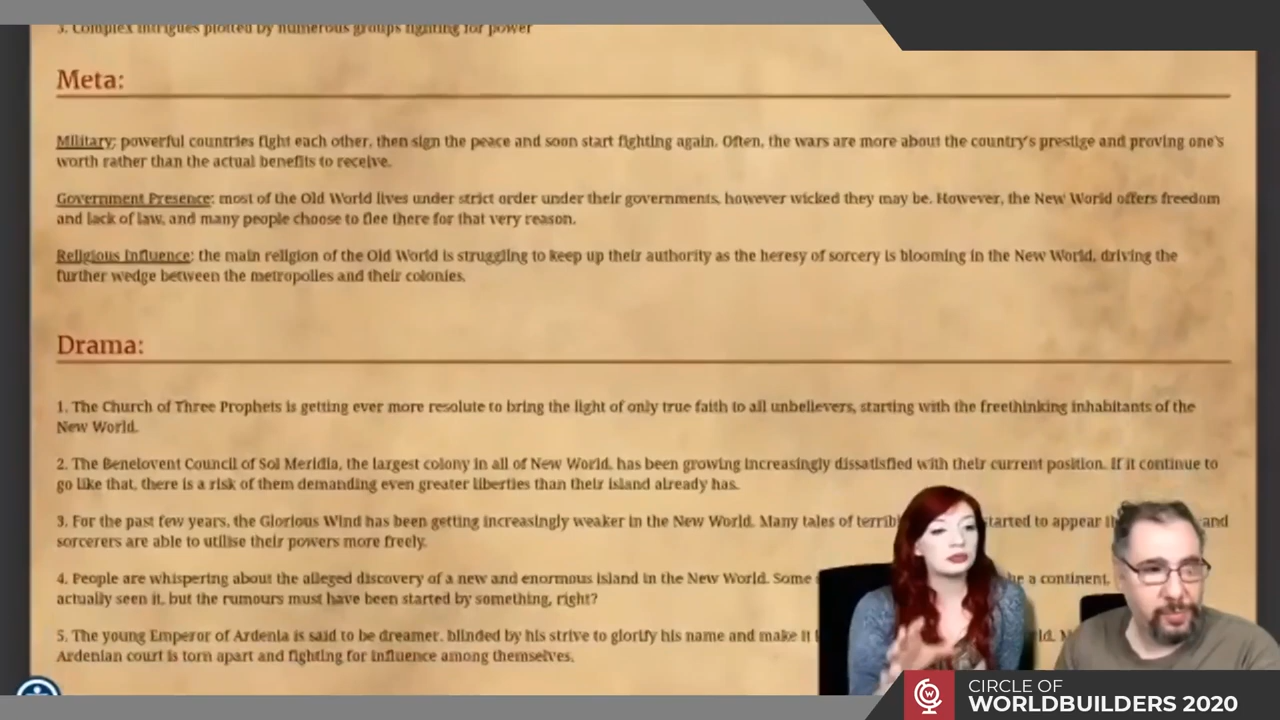 3. Complex intrigues plotted by numerous groups fighting for power
Meta:
Military: powerful countries fight each other, then sign the peace and soon start fighting again. Often, the wars are more about the country's prestige and proving one's
worth rather than the actual benefits to receive.
Government Presence: most of the Old World lives under strict order under their governments, however wicked they may be. However, the New World offers freedom
and lack of law, and many people choose to flee there for that very reason.
Religious Influence: the main religion of the Old World is struggling to keep up their authority as the heresy of sorcery is blooming in the New World, driving the
further wedge between the metropolies and their colonies.
Drama:
1. The Church of Three Prophets is getting ever more resolute to bring the light of only true faith to all unbelievers, starting with the freethinking inhabitants of the
New World.
2. The Benelovent Council of Sol Meridia, the largest colony in all of New World, has been growing increasingly dissatisfied with their current position. If it continue to
go like that, there is a risk of them demanding even greater liberties than their island already has.
3. For the past few years, the Glorious Wind has been getting increasingly weaker in the New World. Many tales of started to appear and
sorcerers are able to utilise their powers more freely.
4. People are whispering about the alleged discovery of a new and enormous island in the New World. Some a continent,
actually seen it, but the rumours must have been started by something, right?
5. The young Emperor of Ardenia is said to be dreamer, blinded by his strive to glorify his name and make it
Ardenian court is torn apart and fighting for influence among themselves.
CIRCLE OF
WORLDBUILDERS 2020